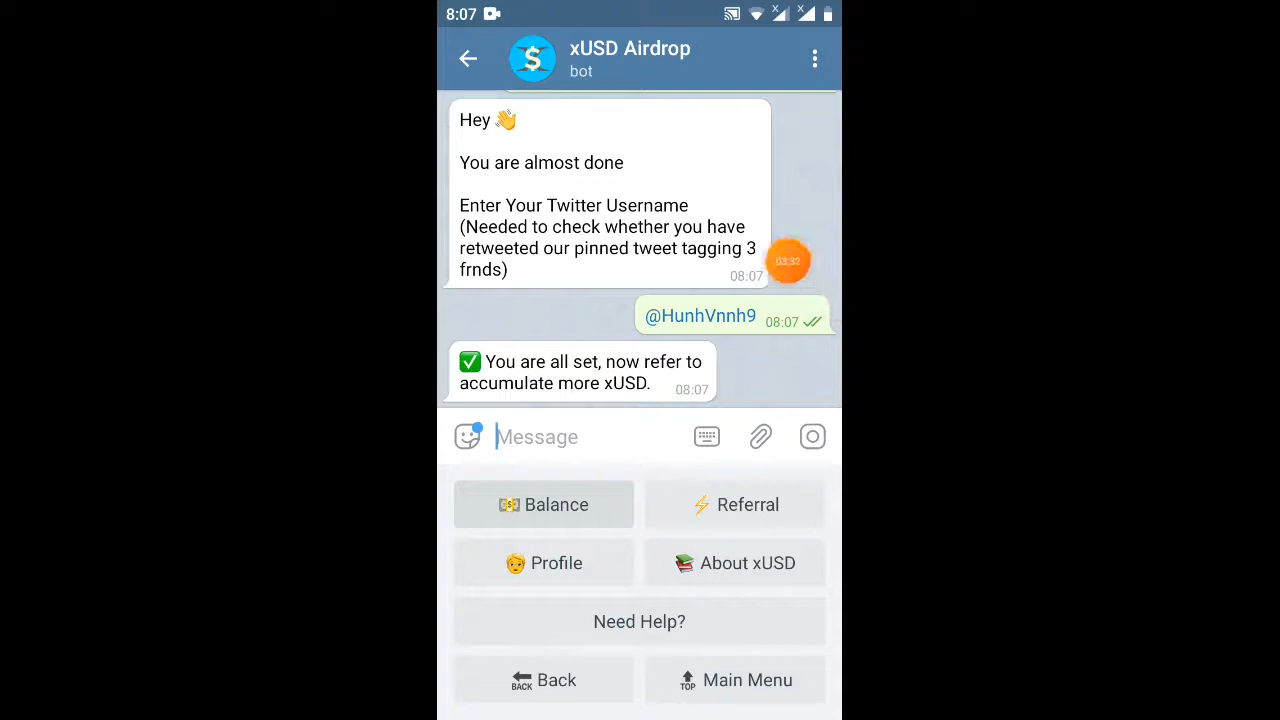 8:07
xUSD Airdrop
bot
Hey 👋
You are almost done
Enter Your Twitter Username
(Needed to check whether you have
retweeted our pinned tweet tagging 3
frnds)
08:07
03:32
@HunhVnnh9 08:07
✅ You are all set, now refer to
accumulate more xUSD. 08:07
Message
💵 Balance
⚡ Referral
🧓 Profile
📚 About xUSD
Need Help?
🔙 Back
🔝 Main Menu